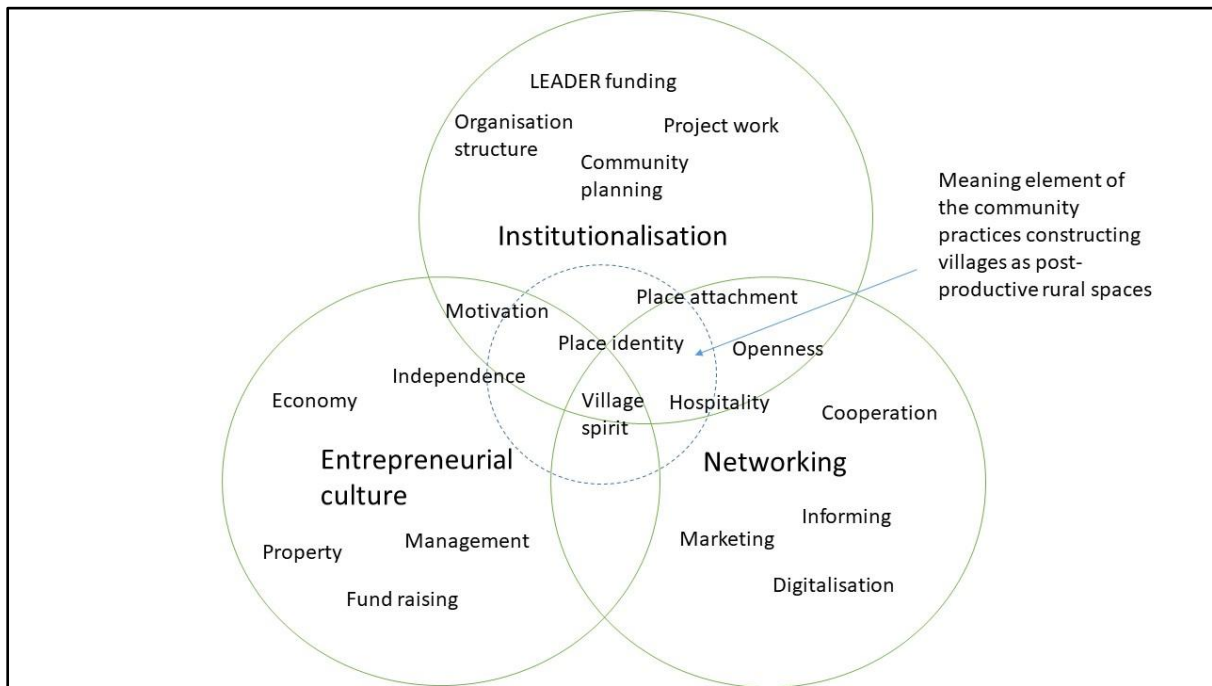 LEADER funding
Organisation
structure
Project work
Community
planning
Institutionalisation
Meaning element of
the community
practices constructing
villages as post-
productive rural spaces
Motivation
Place attachment
Place identity
Openness
Independence
Economy
Village
spirit
Hospitality
Cooperation
Entrepreneurial
culture
Networking
Informing
Management
Marketing
Property
Digitalisation
Fund raising